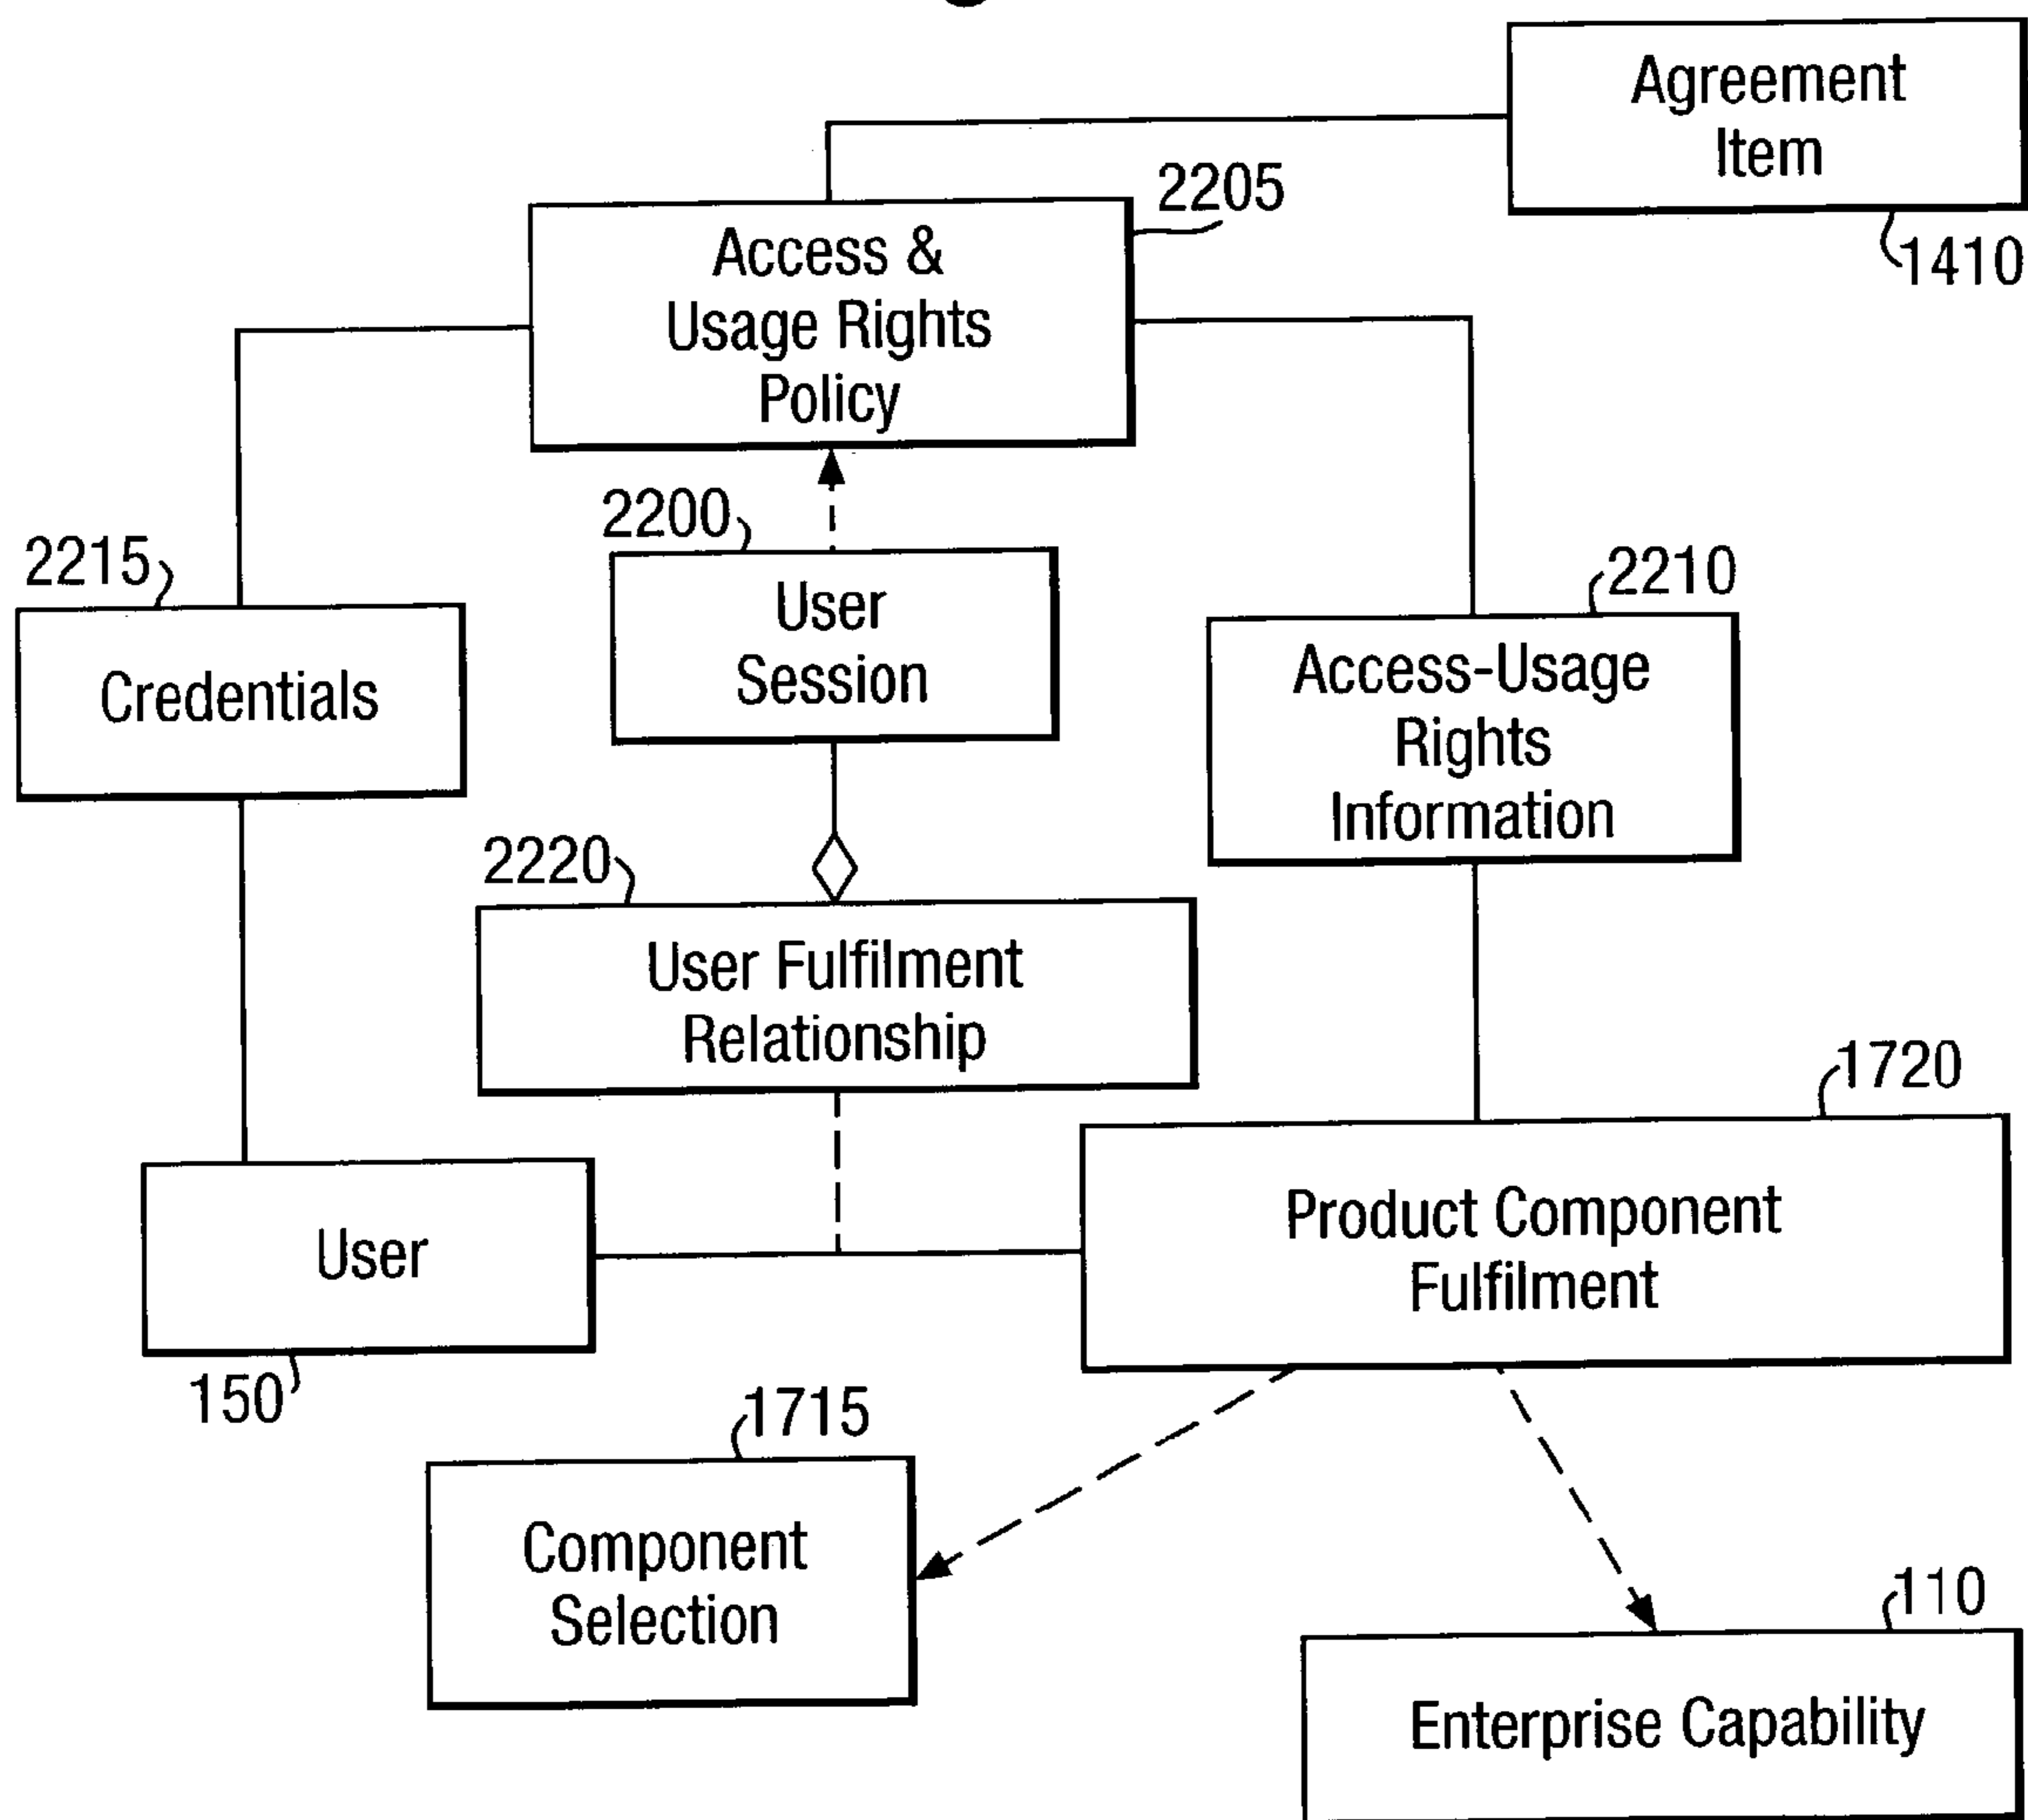 Agreement
Item
1410
2205
Access &
Usage Rights
Policy
2200
User
Session
2215
Credentials
2210
Access-Usage
Rights
Information
2220
User Fulfilment
Relationship
1720
Product Component
Fulfilment
User
150
1715
Component
Selection
110
Enterprise Capability